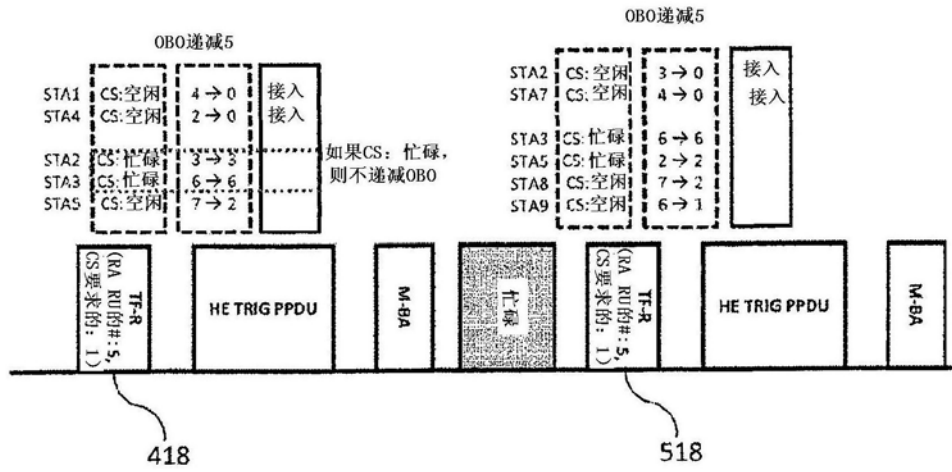 OBO递减5
STA1 CS:空闲 4→0 接入
STA4 CS:空闲 2→0 接入
STA2 CS:忙碌 3→3
STA3 CS:忙碌 6→6
STA5 CS:空闲 7→2
如果CS:忙碌,
则不递减OBO
OBO递减5
STA2 CS:空闲 3→0 接入
STA7 CS:空闲 4→0 接入
STA3 CS:忙碌 6→6
STA5 CS:忙碌 2→2
STA8 CS:空闲 7→2
STA9 CS:空闲 6→1
TF-R
(RA RU的#:5,
CS要求的:1)
HE TRIG PPDU
M-BA
忙碌
TF-R
(RA RU的#:5,
CS要求的:1)
HE TRIG PPDU
M-BA
418
518